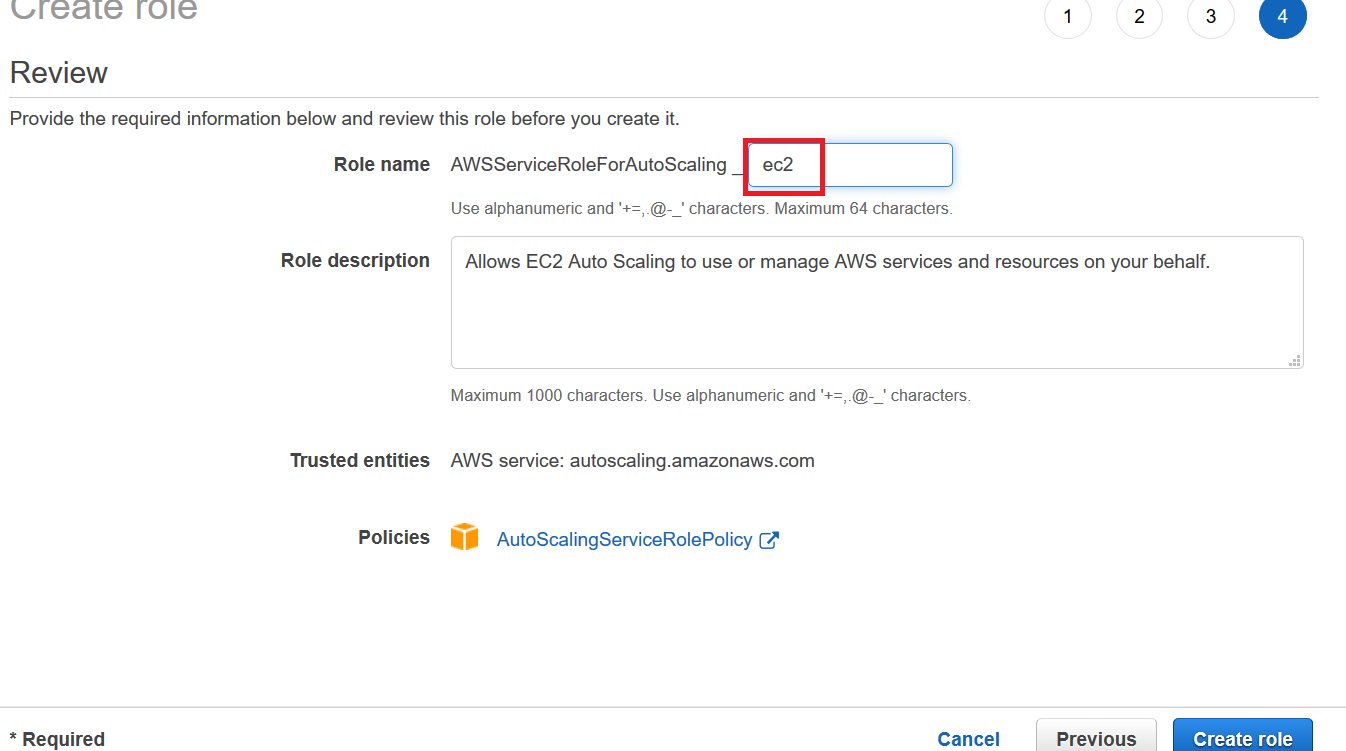 Create role
1 2 3 4
Review
Provide the required information below and review this role before you create it.
Role name AWSServiceRoleForAutoScaling _ ec2
Use alphanumeric and '+=,.@-_' characters. Maximum 64 characters.
Role description Allows EC2 Auto Scaling to use or manage AWS services and resources on your behalf.
Maximum 1000 characters. Use alphanumeric and '+=,.@-_' characters.
Trusted entities AWS service: autoscaling.amazonaws.com
Policies AutoScalingServiceRolePolicy
* Required Cancel Previous Create role